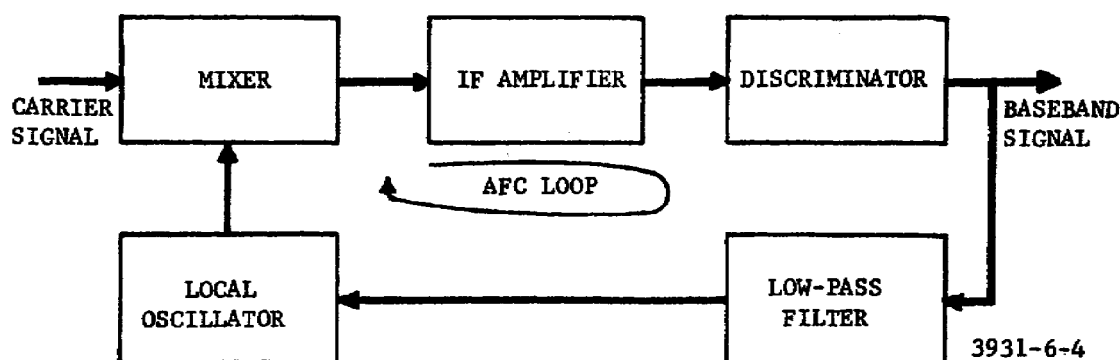 MIXER
IF AMPLIFIER
DISCRIMINATOR
CARRIER
SIGNAL
BASEBAND
SIGNAL
AFC LOOP
LOCAL
OSCILLATOR
LOW-PASS
FILTER
3931-6-4